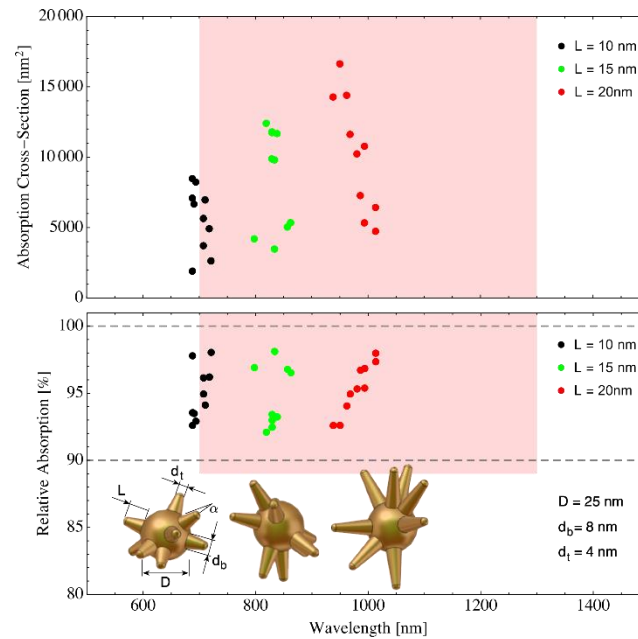 20 000
15 000
10 000
5000
0
Absorption Cross-Section [nm²]
L = 10 nm
L = 15 nm
L = 20nm
100
95
90
85
80
Relative Absorption [%]
L = 10 nm
L = 15 nm
L = 20nm
d_t
L
α
d_b
D
D = 25 nm
d_b = 8 nm
d_t = 4 nm
600 800 1000 1200 1400
Wavelength [nm]